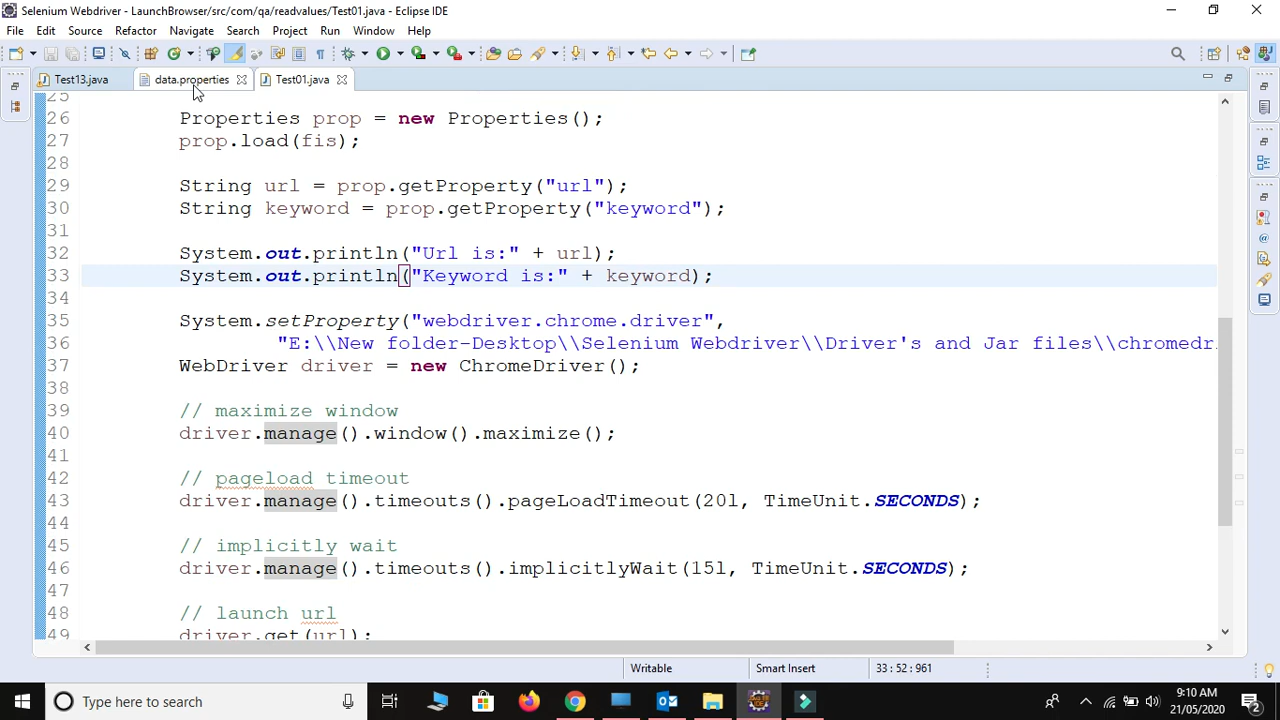 Selenium Webdriver - LaunchBrowser/src/com/qa/readvalues/Test01.java - Eclipse IDE
File Edit Source Refactor Navigate Search Project Run Window Help
Test13.java data.properties Test01.java
25
26 Properties prop = new Properties();
27 prop.load(fis);
28
29 String url = prop.getProperty("url");
30 String keyword = prop.getProperty("keyword");
31
32 System.out.println("Url is:" + url);
33 System.out.println("Keyword is:" + keyword);
34
35 System.setProperty("webdriver.chrome.driver",
36 "E:\\New folder-Desktop\\Selenium Webdriver\\Driver's and Jar files\\chromedr
37 WebDriver driver = new ChromeDriver();
38
39 // maximize window
40 driver.manage().window().maximize();
41
42 // pageload timeout
43 driver.manage().timeouts().pageLoadTimeout(20l, TimeUnit.SECONDS);
44
45 // implicitly wait
46 driver.manage().timeouts().implicitlyWait(15l, TimeUnit.SECONDS);
47
48 // launch url
49 driver.get(url);
Writable Smart Insert 33 : 52 : 961
Type here to search
9:10 AM
21/05/2020
2